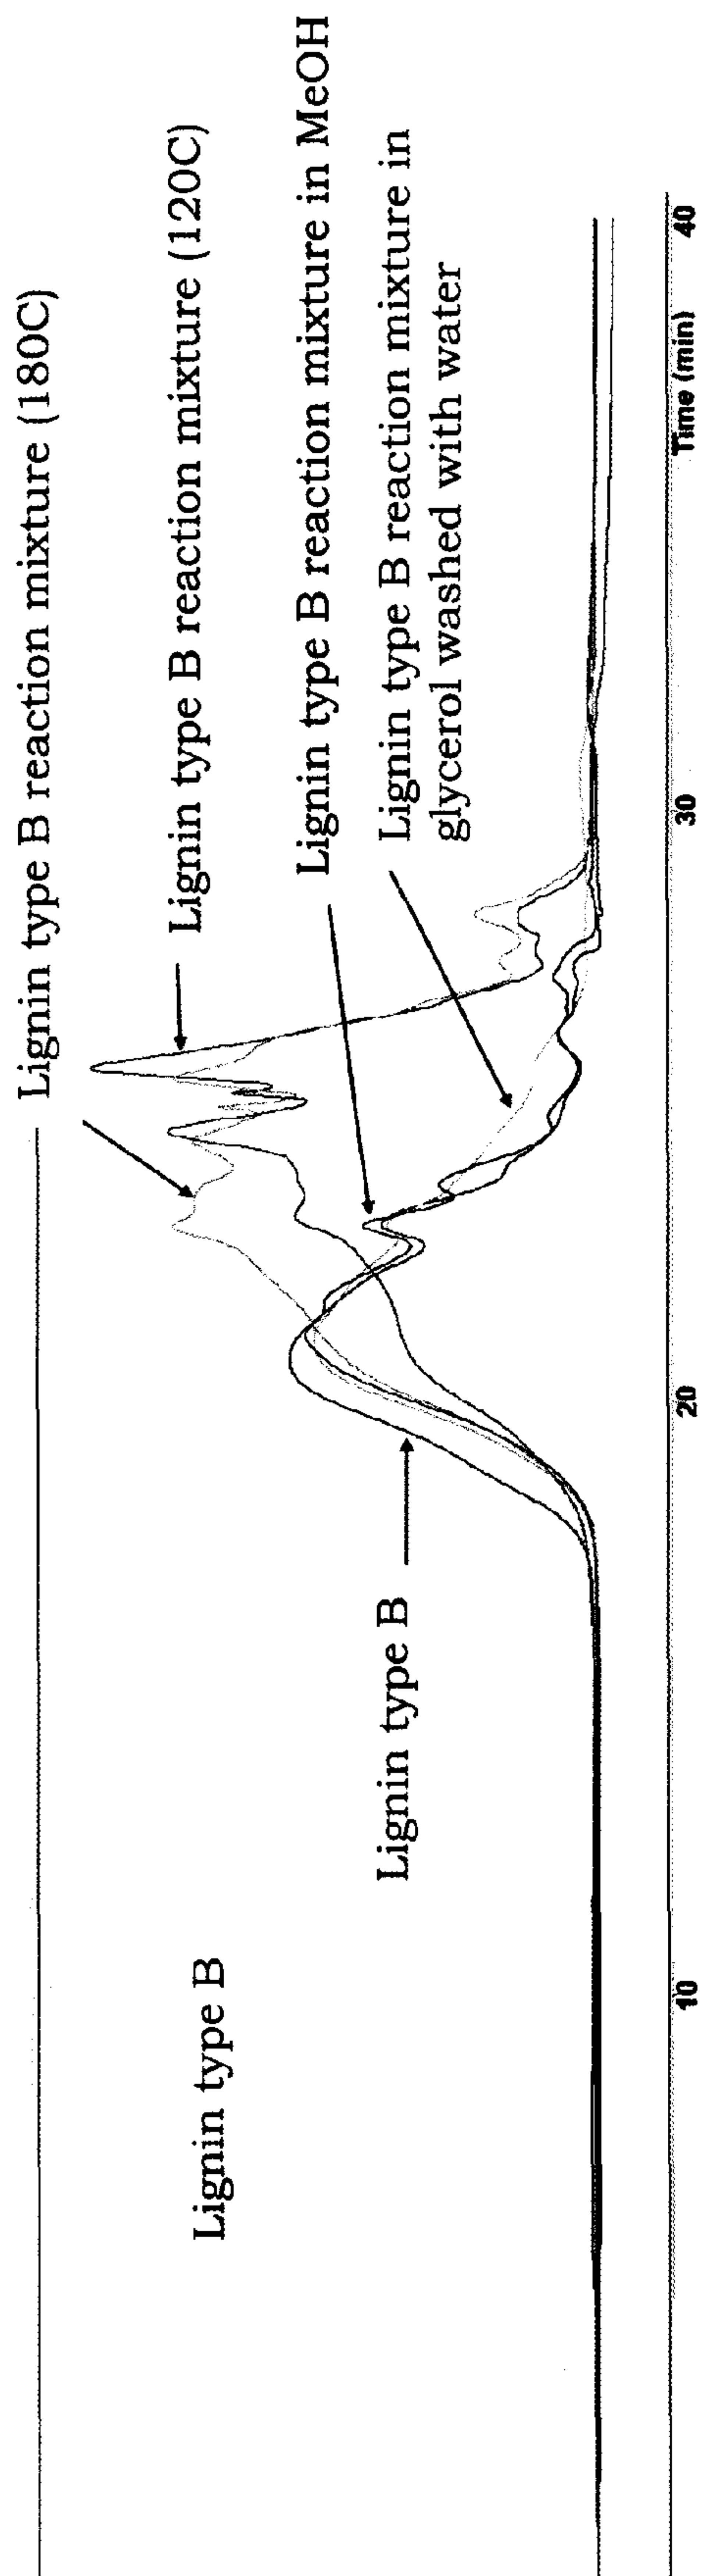 Lignin type B reaction mixture (180C)
Lignin type B reaction mixture (120C)
Lignin type B reaction mixture in MeOH
Lignin type B reaction mixture in
glycerol washed with water
Lignin type B
Lignin type B
10
20
30
Time (min)
40